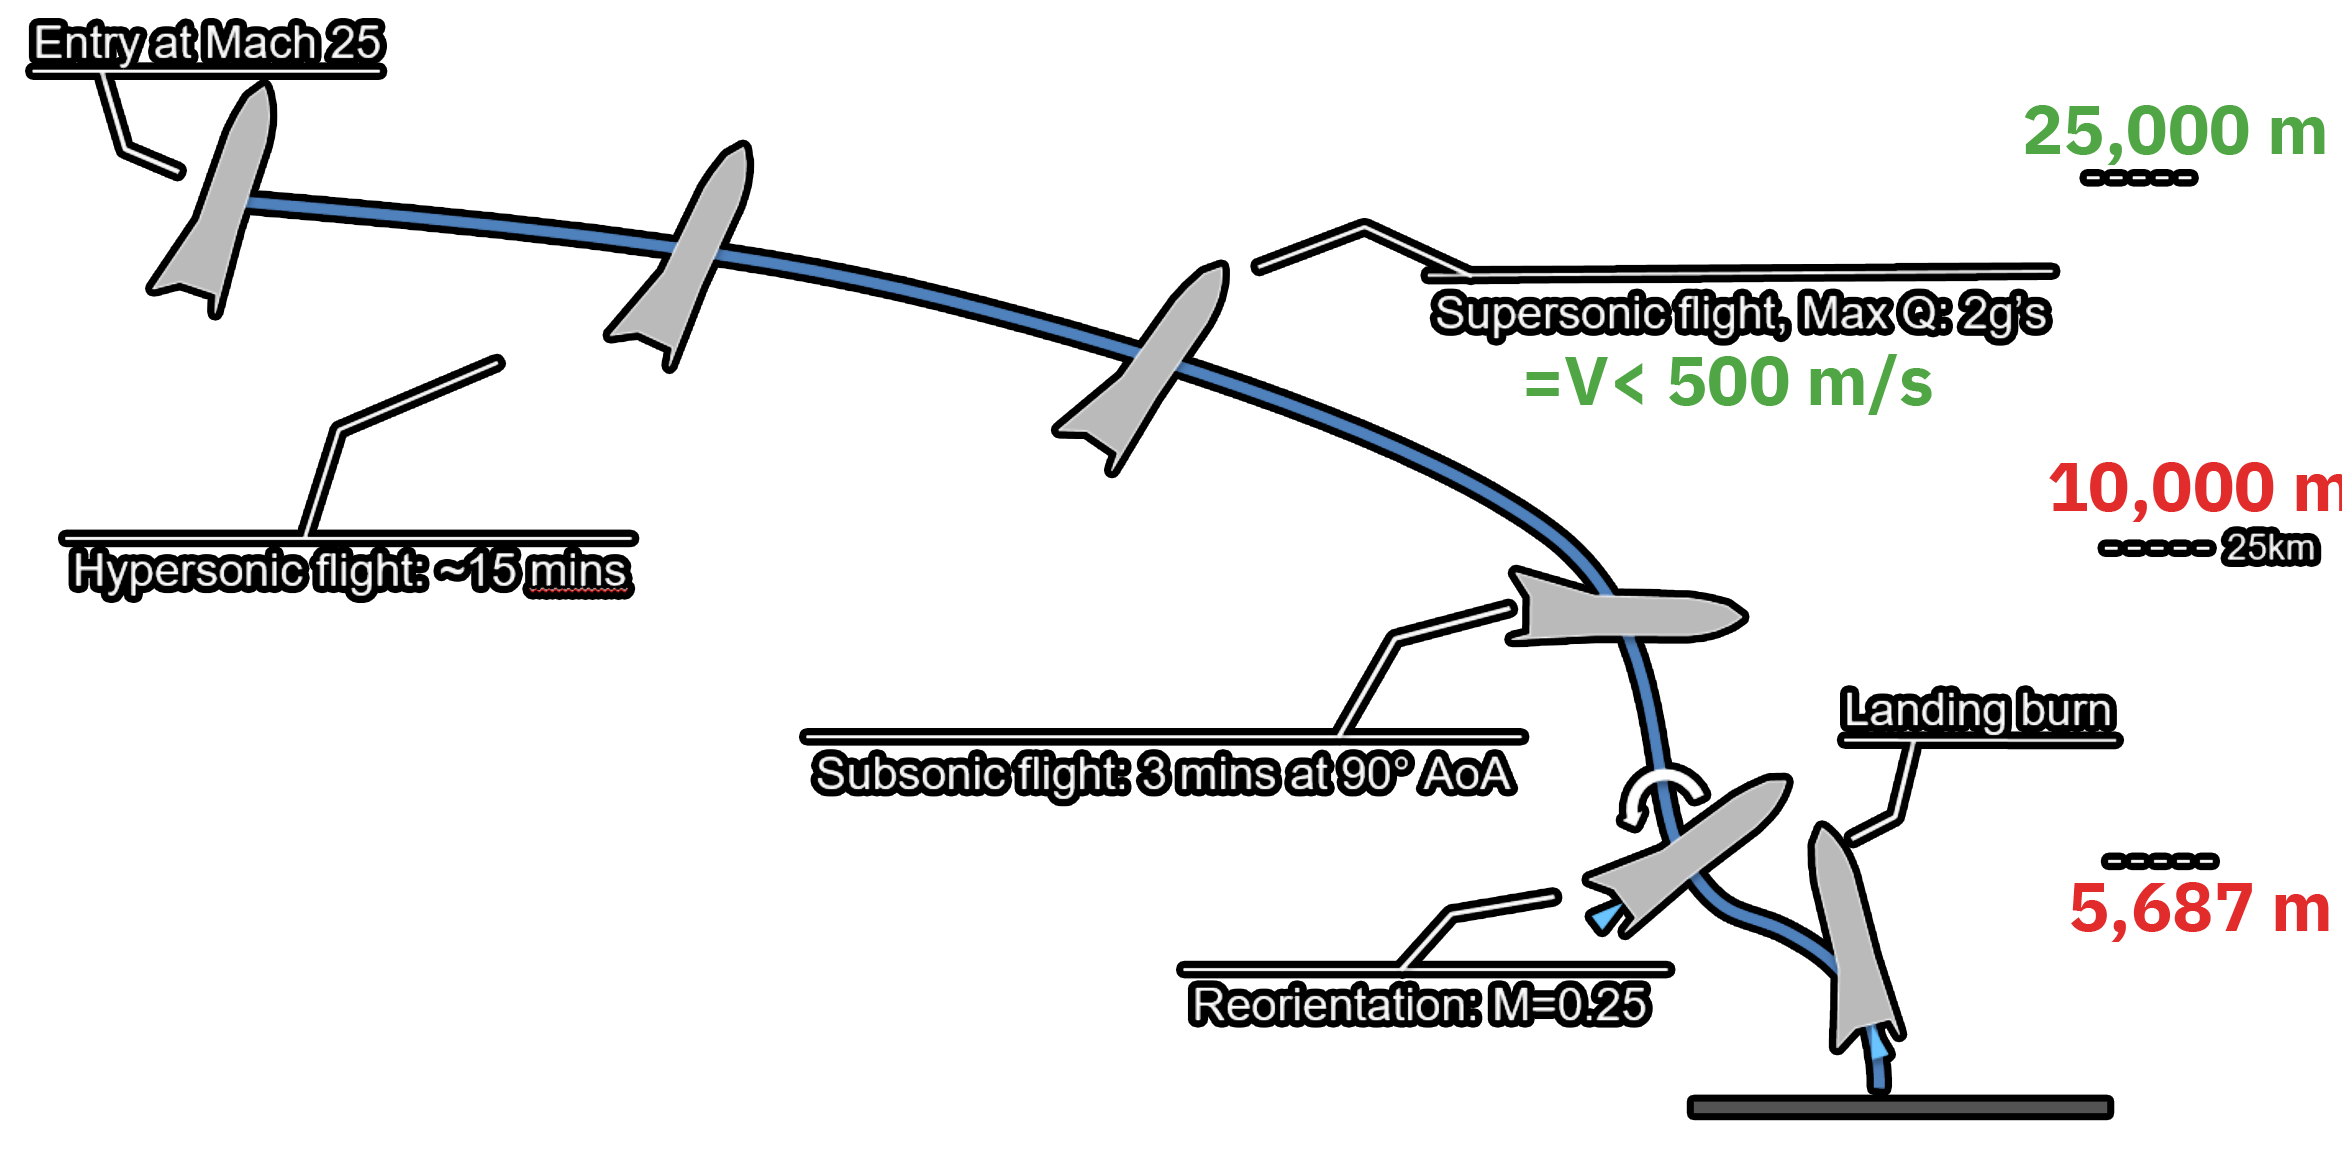 Entry at Mach 25
25,000 m
Supersonic flight, Max Q: 2g's
=V< 500 m/s
10,000 m
25km
Hypersonic flight: ~15 mins
Landing burn
Subsonic flight: 3 mins at 90° AoA
5,687 m
Reorientation: M=0.25